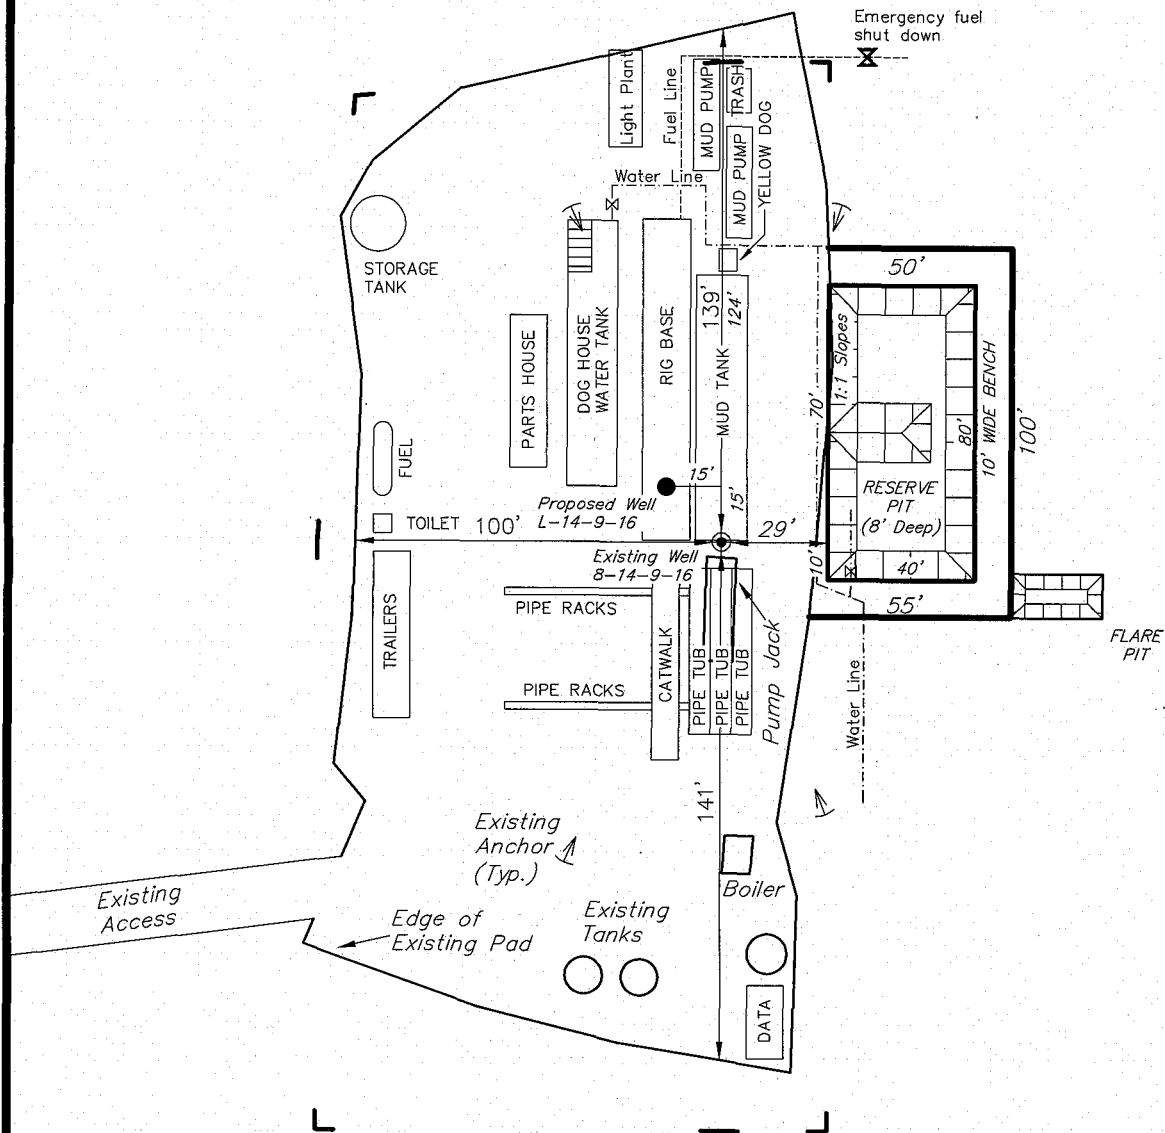 Emergency fuel
shut down
Light Plant
Fuel Line
MUD PUMP
TRASH
MUD PUMP
YELLOW DOG
Water Line
STORAGE
TANK
50'
139'
124'
PARTS HOUSE
DOG HOUSE
WATER TANK
RIG BASE
MUD TANK
1:1 Slopes
70'
80'
10' WIDE BENCH
100'
FUEL
15'
15'
RESERVE
PIT
(8' Deep)
Proposed Well
L-14-9-16
TOILET
100'
29'
Existing Well
8-14-9-16
10'
40'
55'
PIPE RACKS
FLARE
PIT
TRAILERS
CATWALK
PIPE TUB
PIPE TUB
PIPE TUB
Pump Jack
PIPE RACKS
Water Line
141'
Existing
Anchor
(Typ.)
Boiler
Existing
Access
Edge of
Existing Pad
Existing
Tanks
DATA